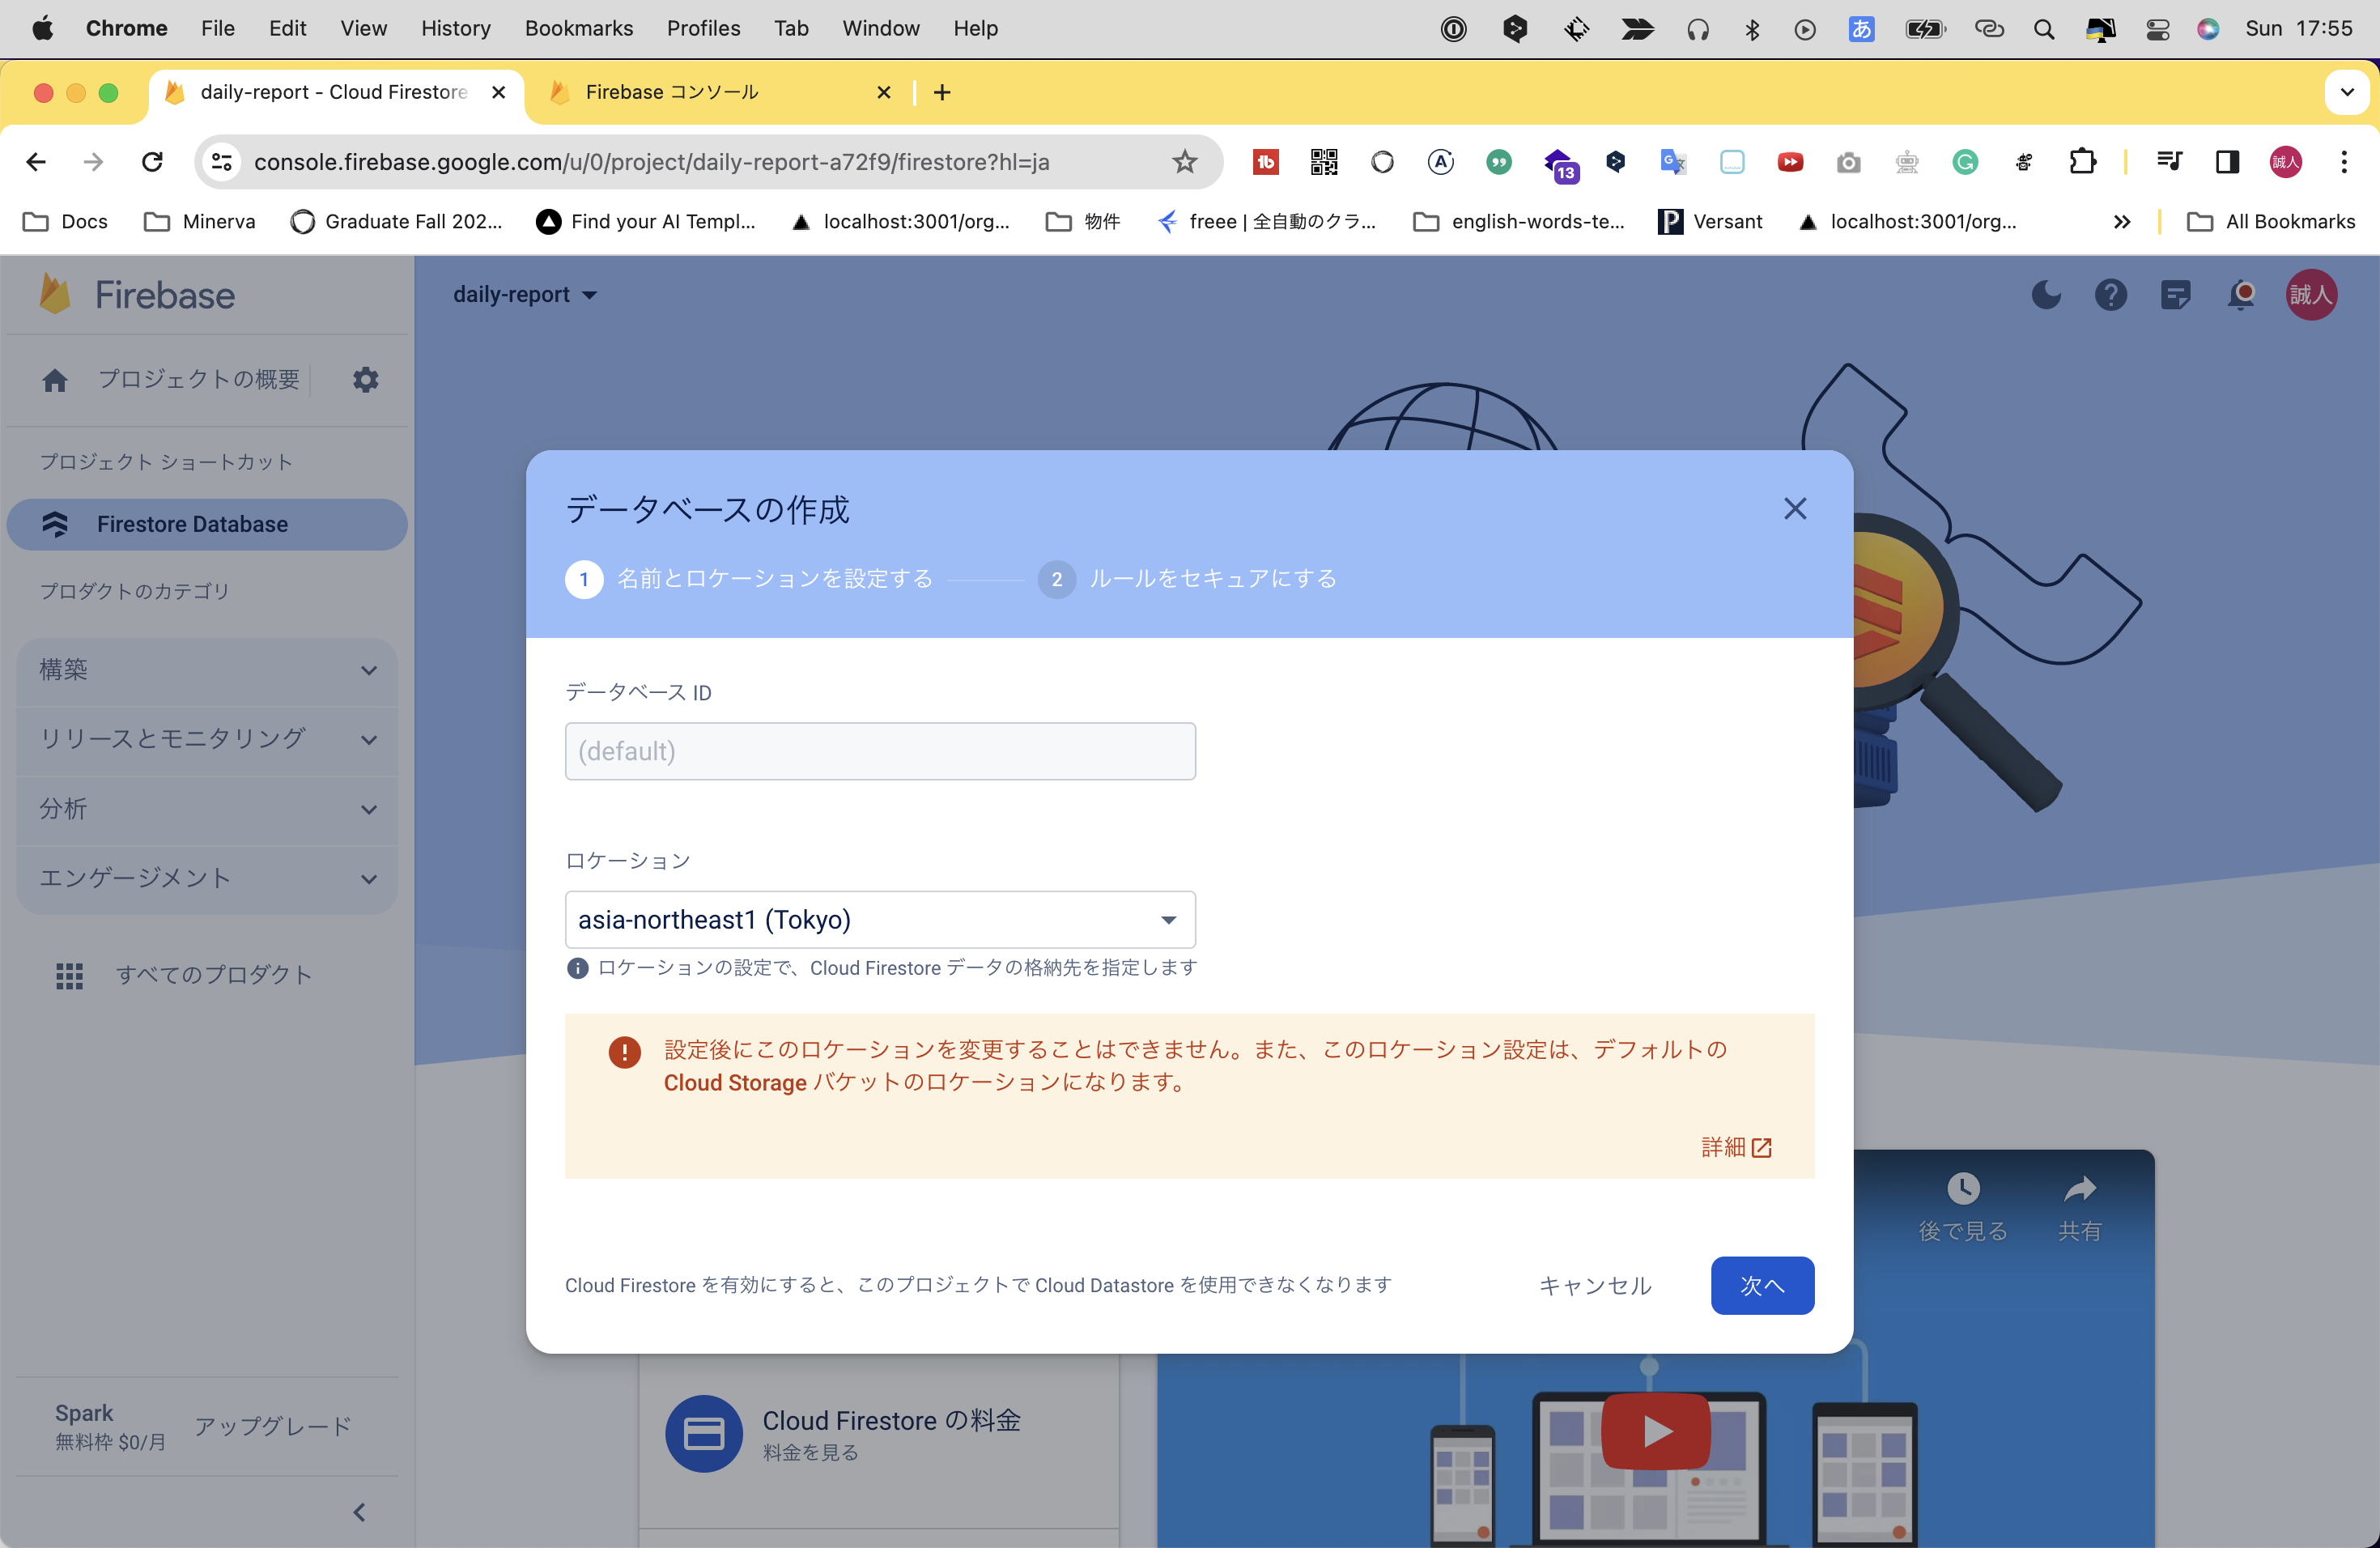 Chrome File Edit View History Bookmarks Profiles Tab Window Help あ Sun 17:55
daily-report - Cloud Firestore
Firebase コンソール
console.firebase.google.com/u/0/project/daily-report-a72f9/firestore?hl=ja
13
誠人
Docs Minerva Graduate Fall 202... Find your AI Templ... localhost:3001/org... 物件 freee | 全自動のクラ... english-words-te... Versant localhost:3001/org... All Bookmarks
Firebase
daily-report
誠人
プロジェクトの概要
プロジェクト ショートカット
Firestore Database
プロダクトのカテゴリ
構築
リリースとモニタリング
分析
エンゲージメント
すべてのプロダクト
Spark
無料枠 $0/月
アップグレード
データベースの作成
1 名前とロケーションを設定する
2 ルールをセキュアにする
データベース ID
(default)
ロケーション
asia-northeast1 (Tokyo)
ロケーションの設定で、Cloud Firestore データの格納先を指定します
設定後にこのロケーションを変更することはできません。また、このロケーション設定は、デフォルトの
Cloud Storage バケットのロケーションになります。
詳細
Cloud Firestore を有効にすると、このプロジェクトで Cloud Datastore を使用できなくなります
キャンセル
次へ
後で見る
共有
Cloud Firestore の料金
料金を見る